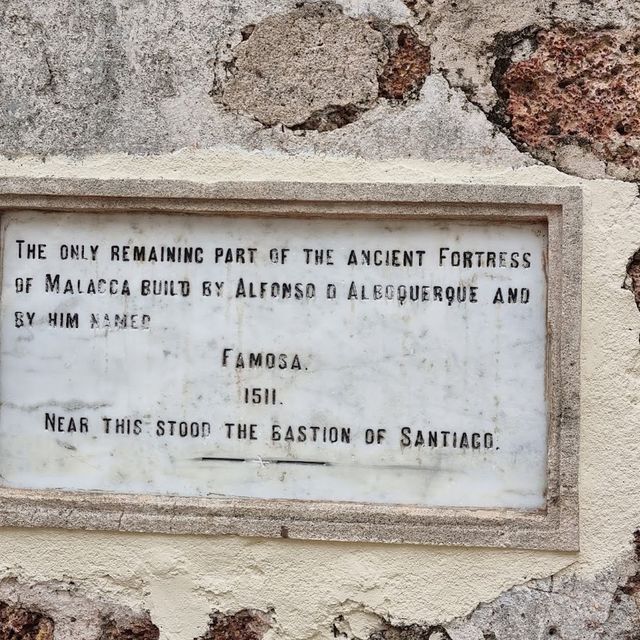 THE ONLY REMAINING PART OF THE ANCIENT FORTRESS
OF MALACCA BUILD BY ALFONSO D ALBOQUERQUE AND
BY HIM NAMED
FAMOSA.
1511.
NEAR THIS STOOD THE BASTION OF SANTIAGO.